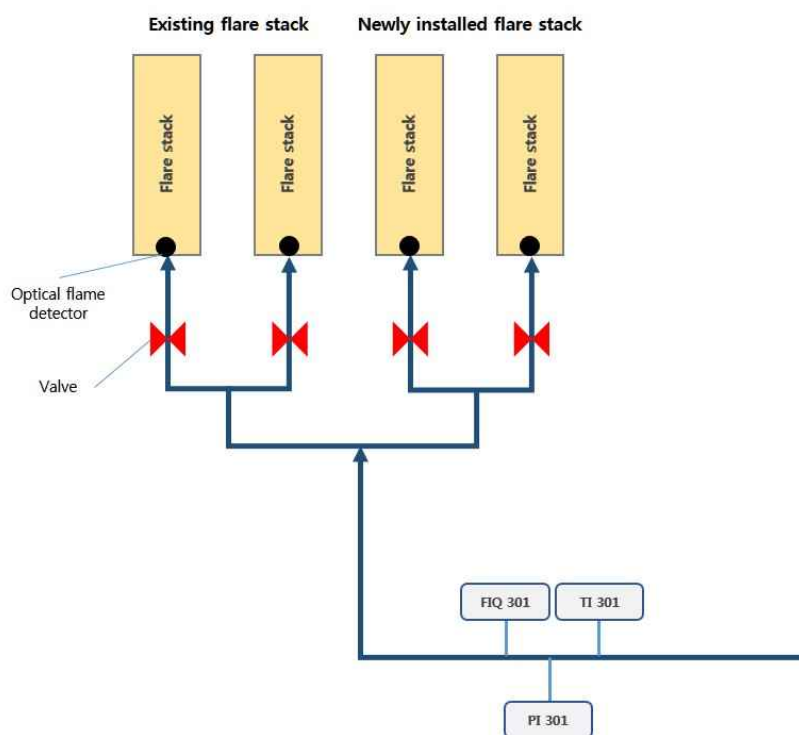 Existing flare stack
Newly installed flare stack
Flare stack
Flare stack
Flare stack
Flare stack
Optical flame
detector
Valve
FIQ 301
TI 301
PI 301